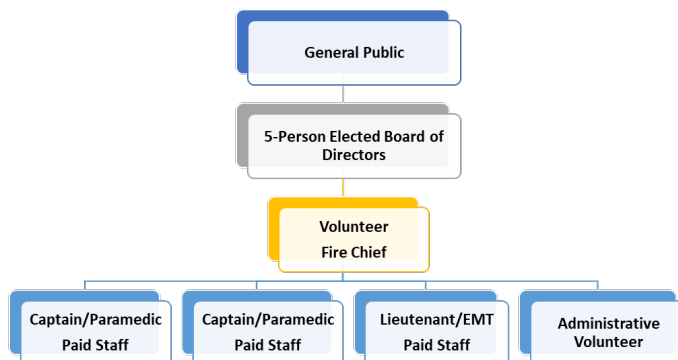 General Public
5-Person Elected Board of
Directors
Volunteer
Fire Chief
Captain/Paramedic
Paid Staff
Captain/Paramedic
Paid Staff
Lieutenant/EMT
Paid Staff
Administrative
Volunteer